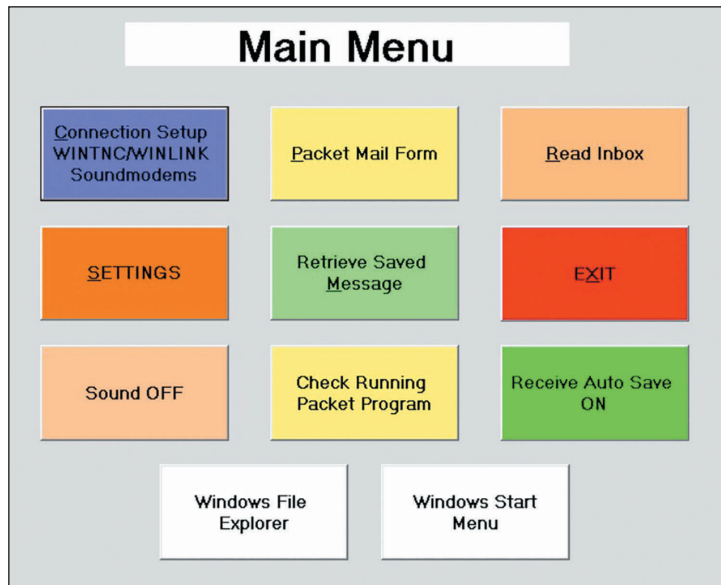 Main Menu
Connection Setup
WINTNC/WINLINK
Soundmodems
Packet Mail Form
Read Inbox
SETTINGS
Retrieve Saved
Message
EXIT
Sound OFF
Check Running
Packet Program
Receive Auto Save
ON
Windows File
Explorer
Windows Start
Menu